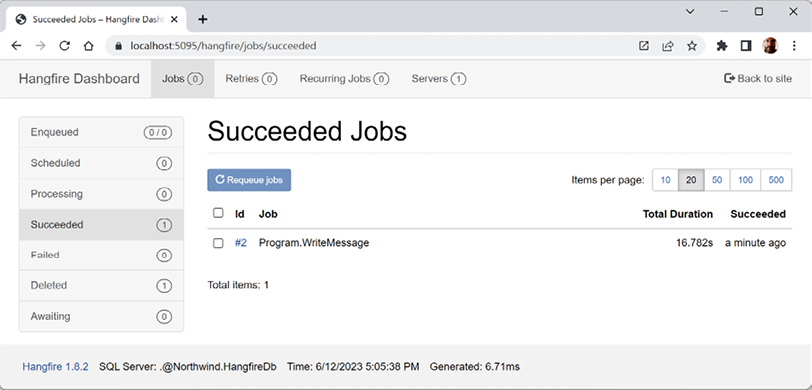 Succeeded Jobs – Hangfire Dash
localhost:5095/hangfire/jobs/succeeded
Hangfire Dashboard Jobs 0 Retries 0 Recurring Jobs 0 Servers 1 Back to site
Enqueued 0 / 0
Scheduled 0
Processing 0
Succeeded 1
Failed 0
Deleted 1
Awaiting 0
Succeeded Jobs
Requeue jobs Items per page: 10 20 50 100 500
Id Job Total Duration Succeeded
#2 Program.WriteMessage 16.782s a minute ago
Total items: 1
Hangfire 1.8.2 SQL Server: .@Northwind.HangfireDb Time: 6/12/2023 5:05:38 PM Generated: 6.71ms